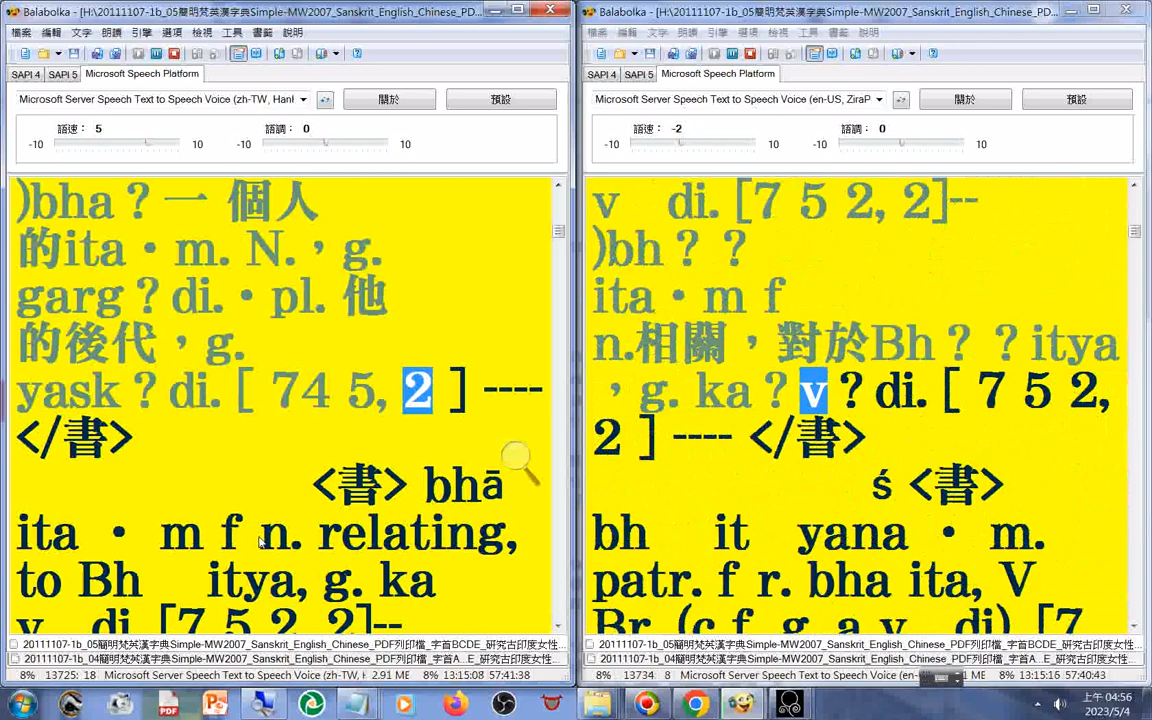 Balabolka - [H:\20111107-1b_05簡明梵英漢字典Simple-MW2007_Sanskrit_English_Chinese_PD...
檔案 編輯 文字 朗讀 引擎 選項 檢視 工具 書籤 說明
SAPI 4 SAPI 5 Microsoft Speech Platform
Microsoft Server Speech Text to Speech Voice (zh-TW, Hanl 關於 預設
語速： 5 語調： 0
-10 10 -10 10
)bha？一 個人
的ita‧m. N.，g.
garg？di.‧pl. 他
的後代，g.
yask？di. [ 74 5, 2 ] ----
</書>
<書> bhā
ita ‧ m f n. relating,
to Bh itya, g. ka
v di. [7 5 2, 2]--
20111107-1b_05簡明梵英漢字典Simple-MW2007_Sanskrit_English_Chinese_PDF列印檔_字首BCDE_研究古印度女性...
20111107-1b_04簡明梵英漢字典Simple-MW2007_Sanskrit_English_Chinese_PDF列印檔_字首A...E_研究古印度女性...
8% 13725: 18 Microsoft Server Speech Text to Speech Voice (zh-TW, H 2.91 ME 8% 13:15:08 57:41:38
Balabolka - [H:\20111107-1b_05簡明梵英漢字典Simple-MW2007_Sanskrit_English_Chinese_PD...
檔案 編輯 文字 朗讀 引擎 選項 檢視 工具 書籤 說明
SAPI 4 SAPI 5 Microsoft Speech Platform
Microsoft Server Speech Text to Speech Voice (en-US, ZiraP 關於 預設
語速： -2 語調： 0
-10 10 -10 10
v di. [7 5 2, 2]--
)bh？？
ita‧m f
n.相關，對於Bh？？itya
，g. ka？v？di. [ 7 5 2,
2 ] ---- </書>
ś <書>
bh it yana ‧ m.
patr. f r. bha ita, V
Br. (c f. g. a v di) [7
20111107-1b_05簡明梵英漢字典Simple-MW2007_Sanskrit_English_Chinese_PDF列印檔_字首BCDE_研究古印度女性...
20111107-1b_04簡明梵英漢字典Simple-MW2007_Sanskrit_English_Chinese_PDF列印檔_字首A...E_研究古印度女性...
8% 13734: 8 Microsoft Server Speech Text to Speech Voice (en-US, 8% 13:15:16 57:40:43
PDF
上午 04:56
2023/5/4